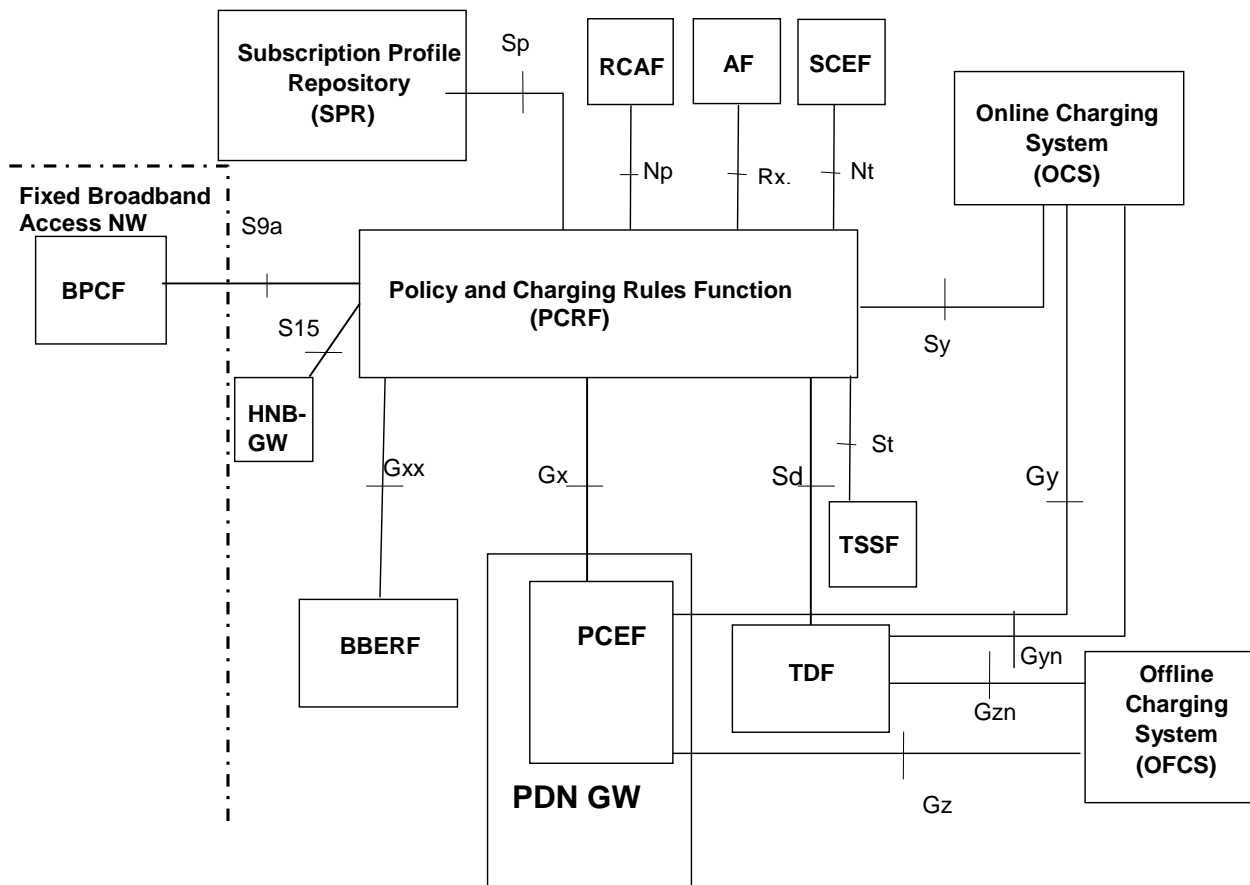 Subscription Profile
Repository
(SPR)
Sp
RCAF
AF
SCEF
Online Charging
System
(OCS)
Np
Rx.
Nt
Fixed Broadband
Access NW
S9a
BPCF
Policy and Charging Rules Function
(PCRF)
S15
Sy
HNB-
GW
Gxx
Gx
Sd
St
Gy
TSSF
PCEF
BBERF
TDF
Gyn
Gzn
Offline
Charging
System
(OFCS)
PDN GW
Gz